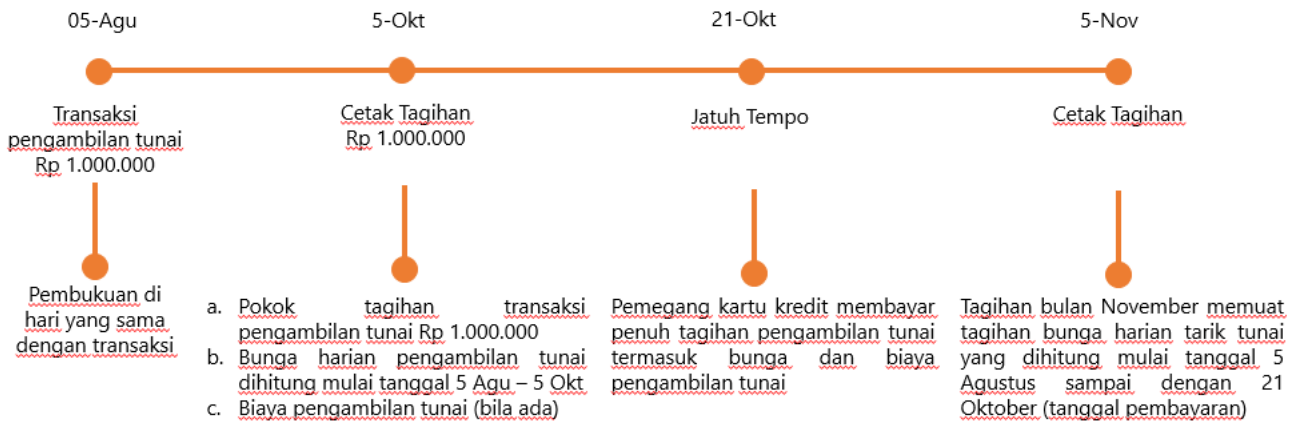 05-Agu
5-Okt
21-Okt
5-Nov
Transaksi
pengambilan tunai
Rp 1.000.000
Cetak Tagihan
Rp 1.000.000
Jatuh Tempo
Cetak Tagihan
Pembukuan di
hari yang sama
dengan transaksi
a. Pokok tagihan transaksi
pengambilan tunai Rp 1.000.000
b. Bunga harian pengambilan tunai
dihitung mulai tanggal 5 Agu – 5 Okt
c. Biaya pengambilan tunai (bila ada)
Pemegang kartu kredit membayar
penuh tagihan pengambilan tunai
termasuk bunga dan biaya
pengambilan tunai
Tagihan bulan November memuat
tagihan bunga harian tarik tunai
yang dihitung mulai tanggal 5
Agustus sampai dengan 21
Oktober (tanggal pembayaran)